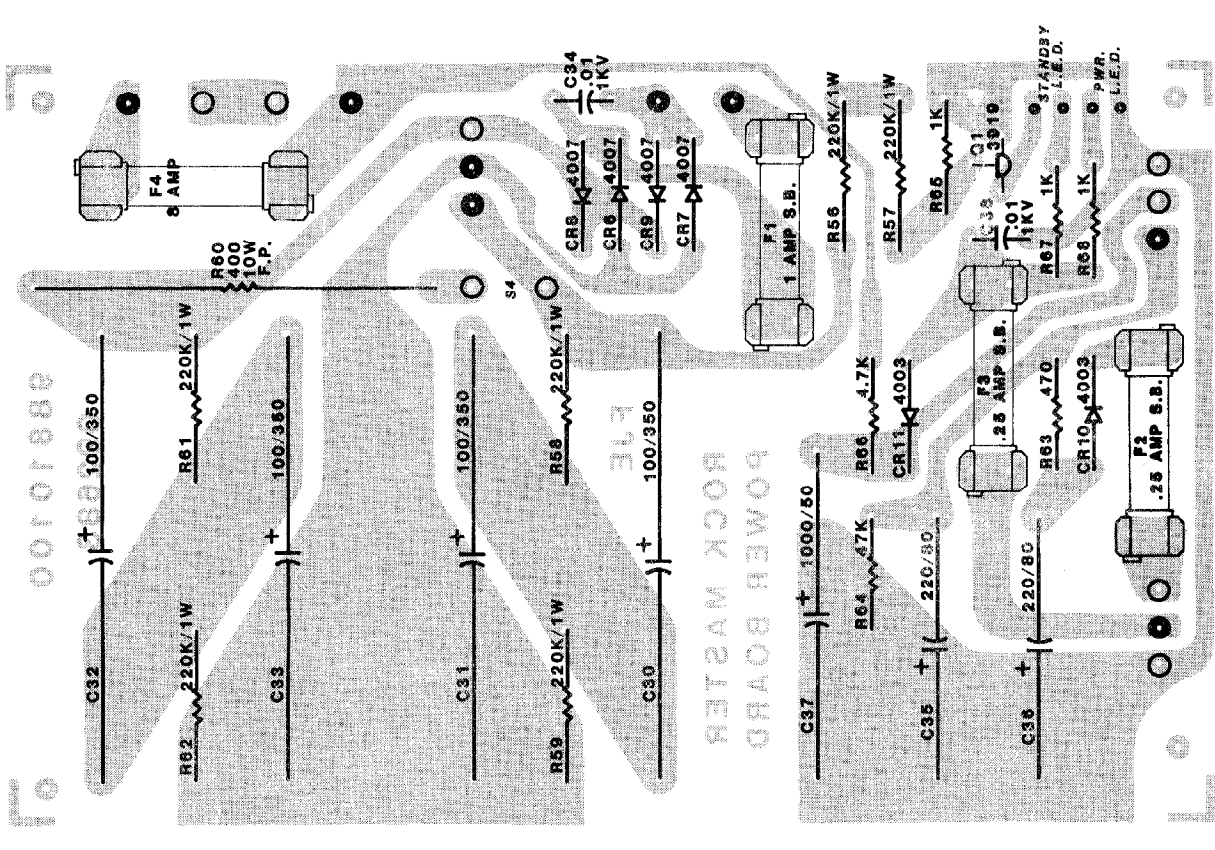 F4
8 AMP
R60
400
10W
F.P.
C34
.01
1KV
CR8 4007
CR6 4007
CR9 4007
CR7 4007
F1
1 AMP S.B.
R56 220K/1W
R57 220K/1W
R65 1K
Q1
3919
STANDBY
L.E.D.
PWR.
L.E.D.
C38
.01
1KV
R67 1K
R68 1K
S4
C32 100/350
R61 220K/1W
R62 220K/1W
C33 100/350
C31 100/350
R58 220K/1W
R59 220K/1W
C30 100/350
C37 1000/50
R66 4.7K
CR11 4003
R64 47K
C35 220/80
C36 220/80
F3
.25 AMP S.B.
R63 470
CR10 4003
F2
.25 AMP S.B.
FJE
ROCK MASTER
POWER BOARD